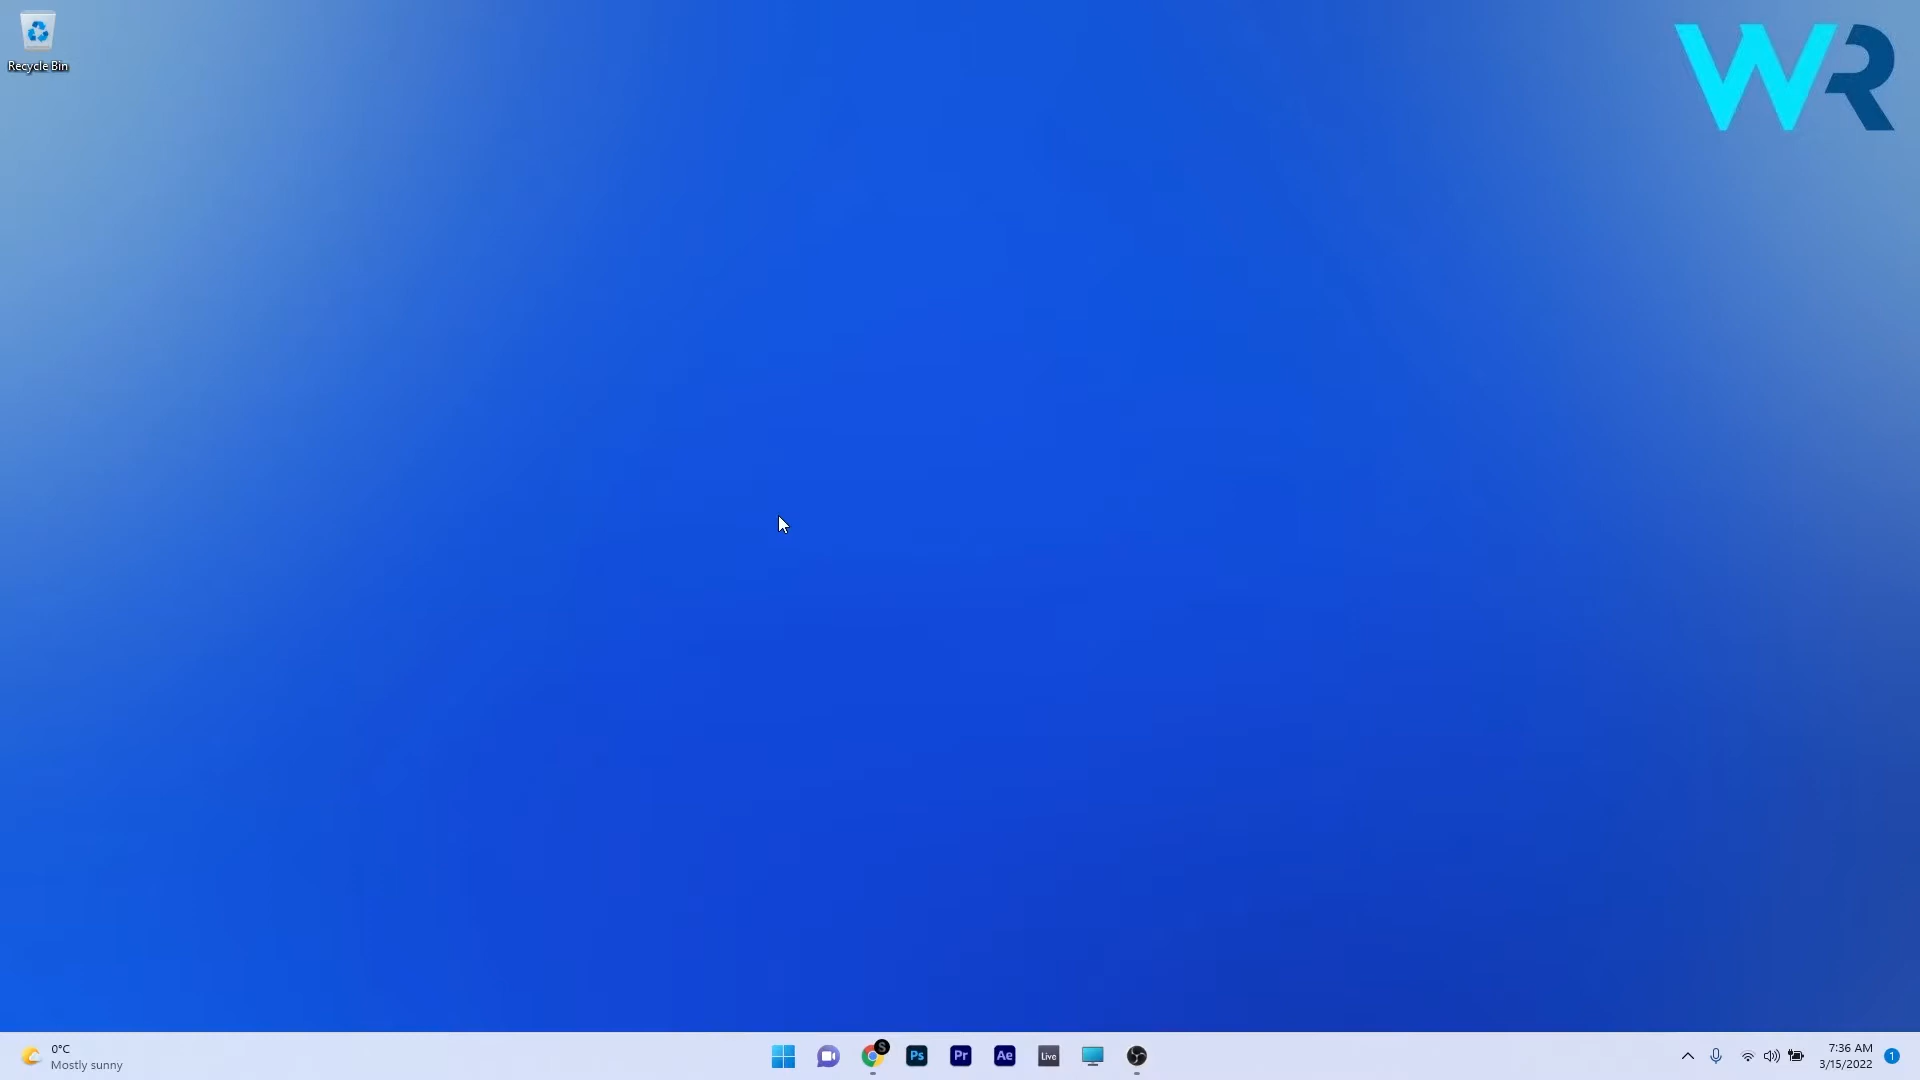 Recycle Bin
WR
0°C
Mostly sunny
S
Ps
Pr
Ae
Live
7:36 AM
3/15/2022
1